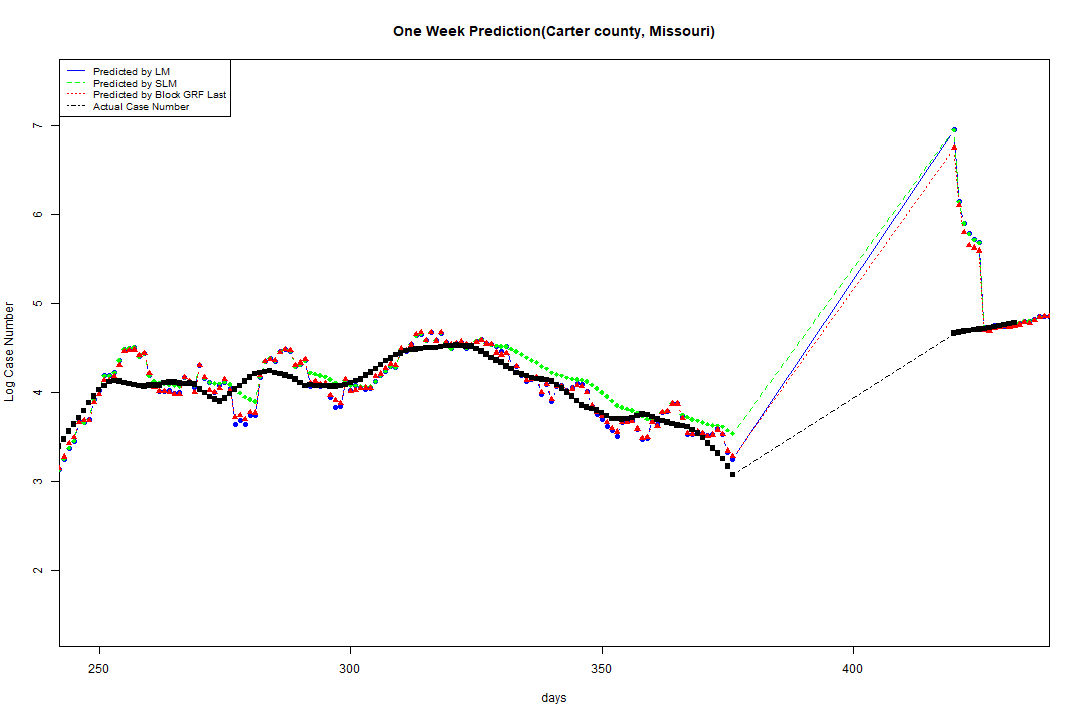 One Week Prediction(Carter county, Missouri)
Predicted by LM
Predicted by SLM
Predicted by Block GRF Last
Actual Case Number
7
6
5
4
3
2
Log Case Number
250
300
350
400
days